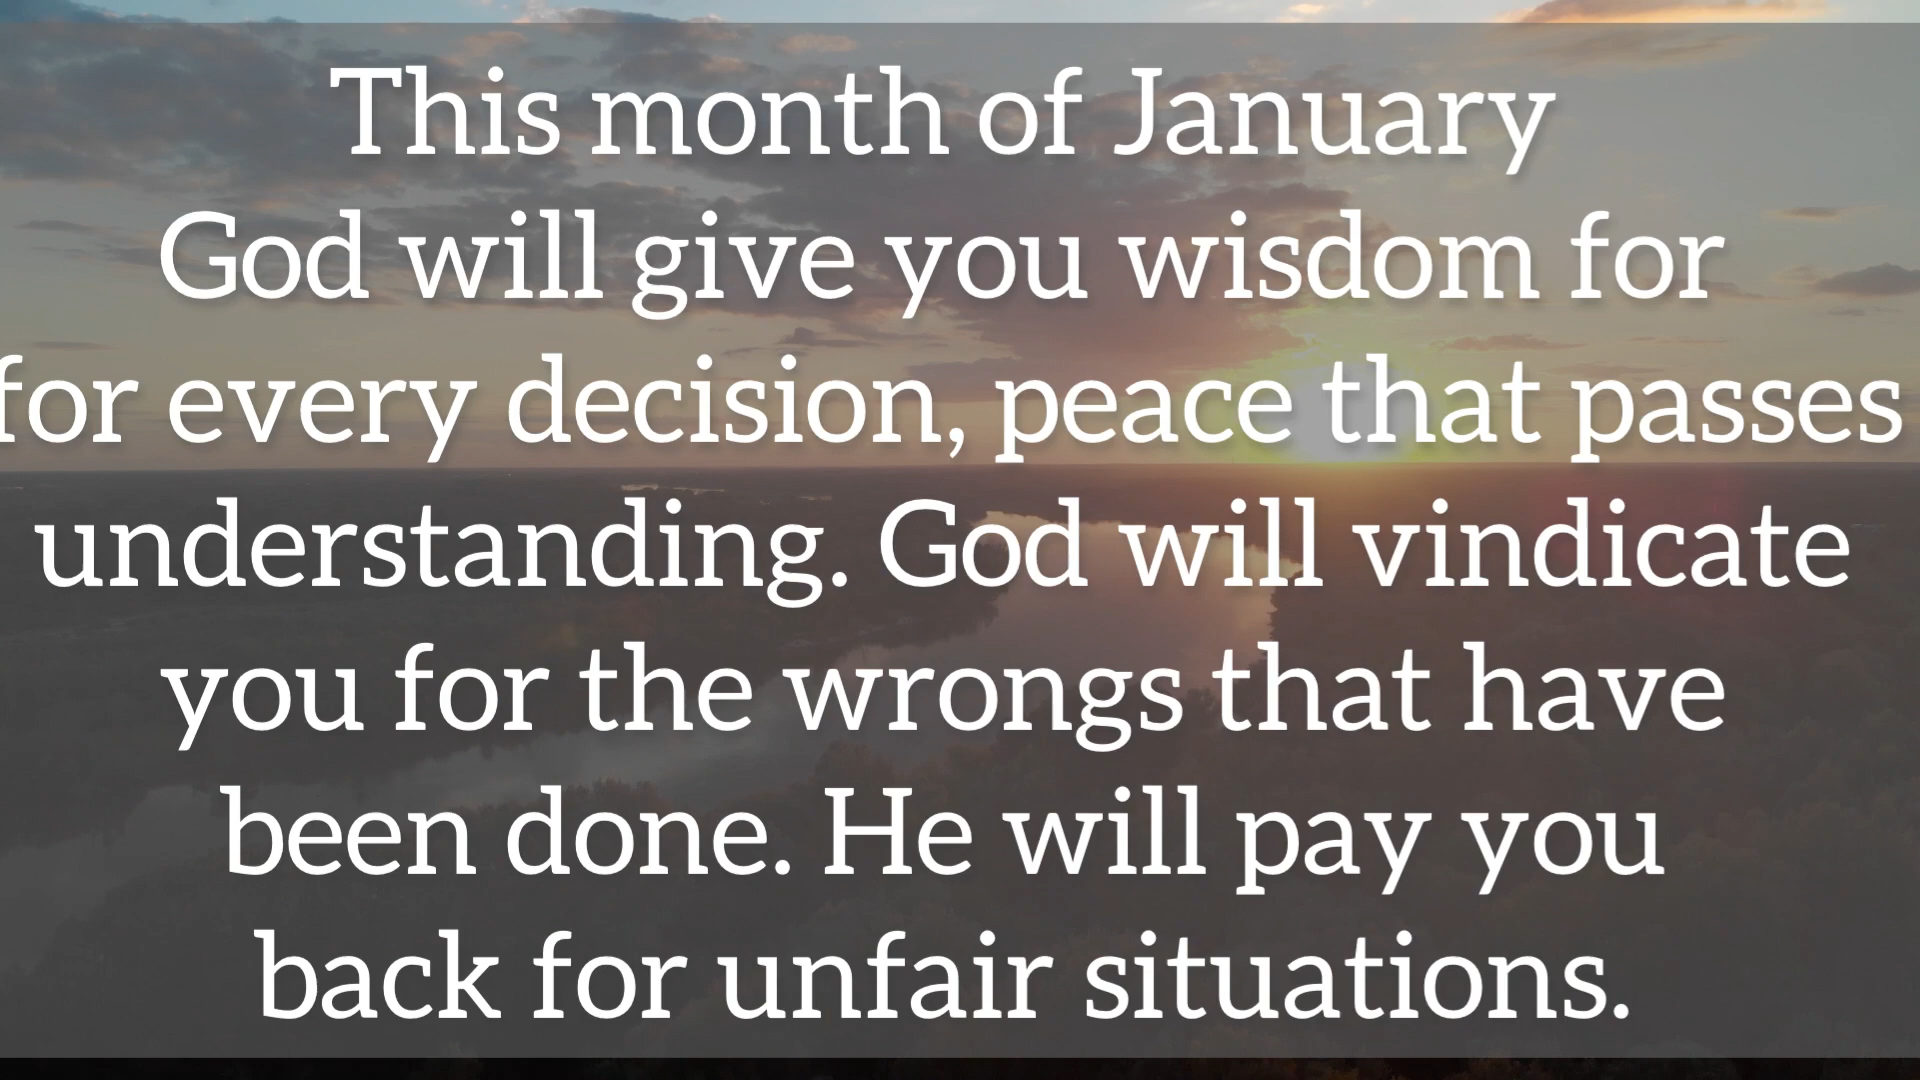 This month of January
God will give you wisdom for
for every decision, peace that passes
understanding. God will vindicate
you for the wrongs that have
been done. He will pay you
back for unfair situations.